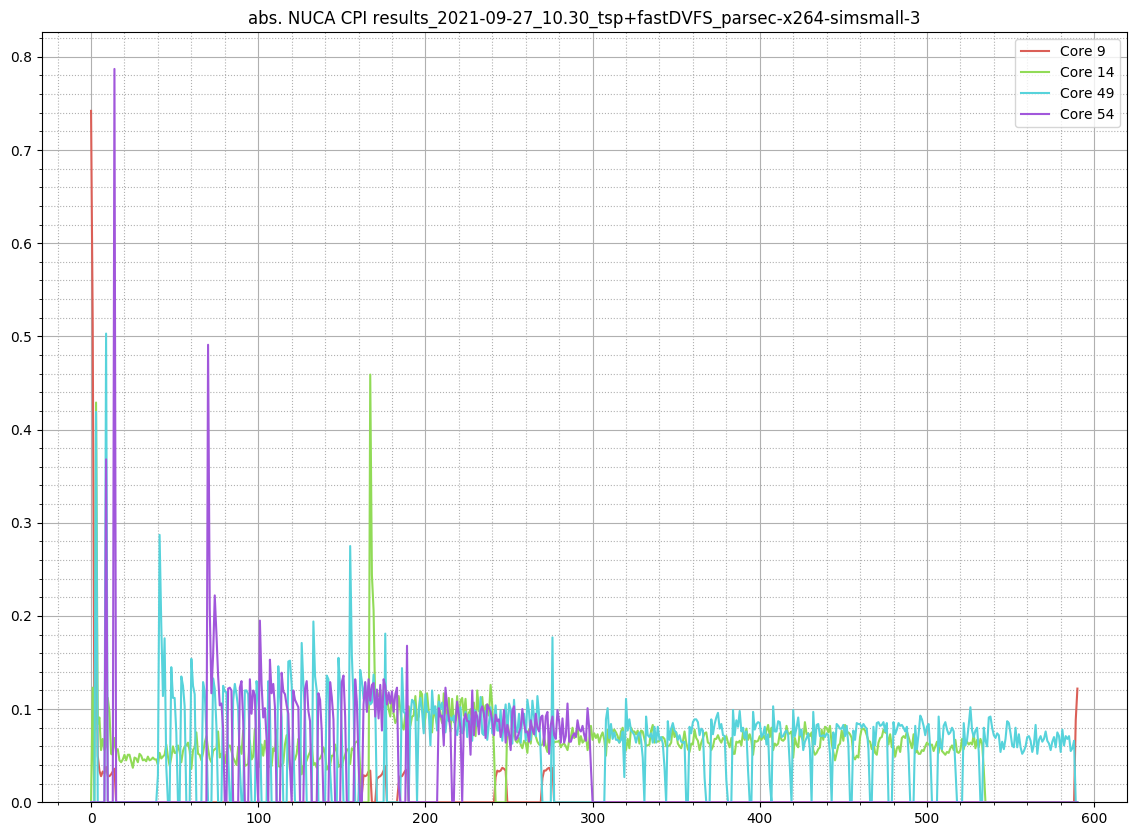 abs. NUCA CPI results_2021-09-27_10.30_tsp+fastDVFS_parsec-x264-simsmall-3
Core 9
Core 14
Core 49
Core 54
0.8
0.7
0.6
0.5
0.4
0.3
0.2
0.1
0.0
0 100 200 300 400 500 600